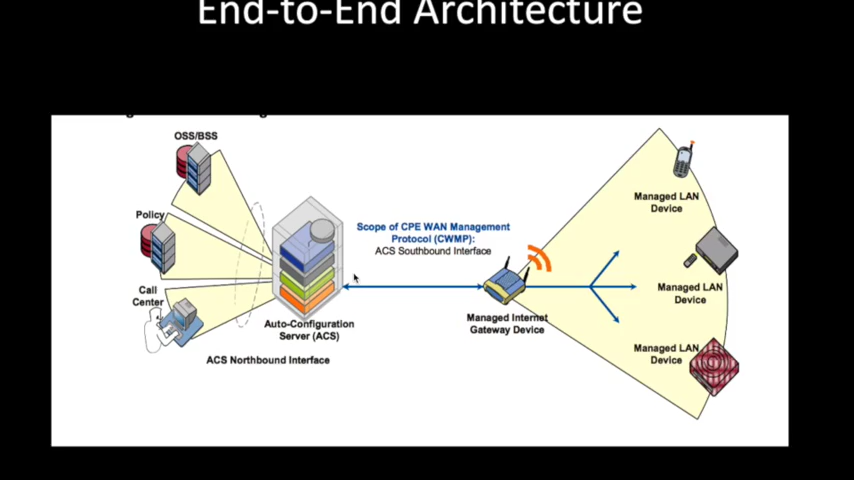 End-to-End Architecture
OSS/BSS
Policy
Call
Center
ACS Northbound Interface
Auto-Configuration
Server (ACS)
Scope of CPE WAN Management
Protocol (CWMP):
ACS Southbound Interface
Managed Internet
Gateway Device
Managed LAN
Device
Managed LAN
Device
Managed LAN
Device